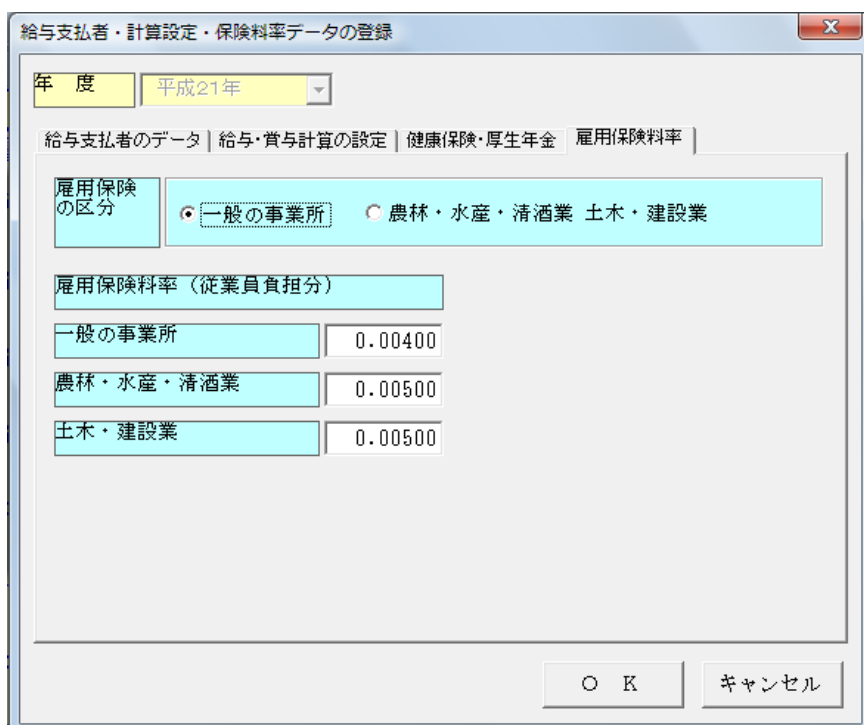 給与支払者・計算設定・保険料率データの登録
年 度 平成21年
給与支払者のデータ 給与・賞与計算の設定 健康保険・厚生年金 雇用保険料率
雇用保険
の区分
一般の事業所 農林・水産・清酒業 土木・建設業
雇用保険料率（従業員負担分）
一般の事業所 0.00400
農林・水産・清酒業 0.00500
土木・建設業 0.00500
O K キャンセル